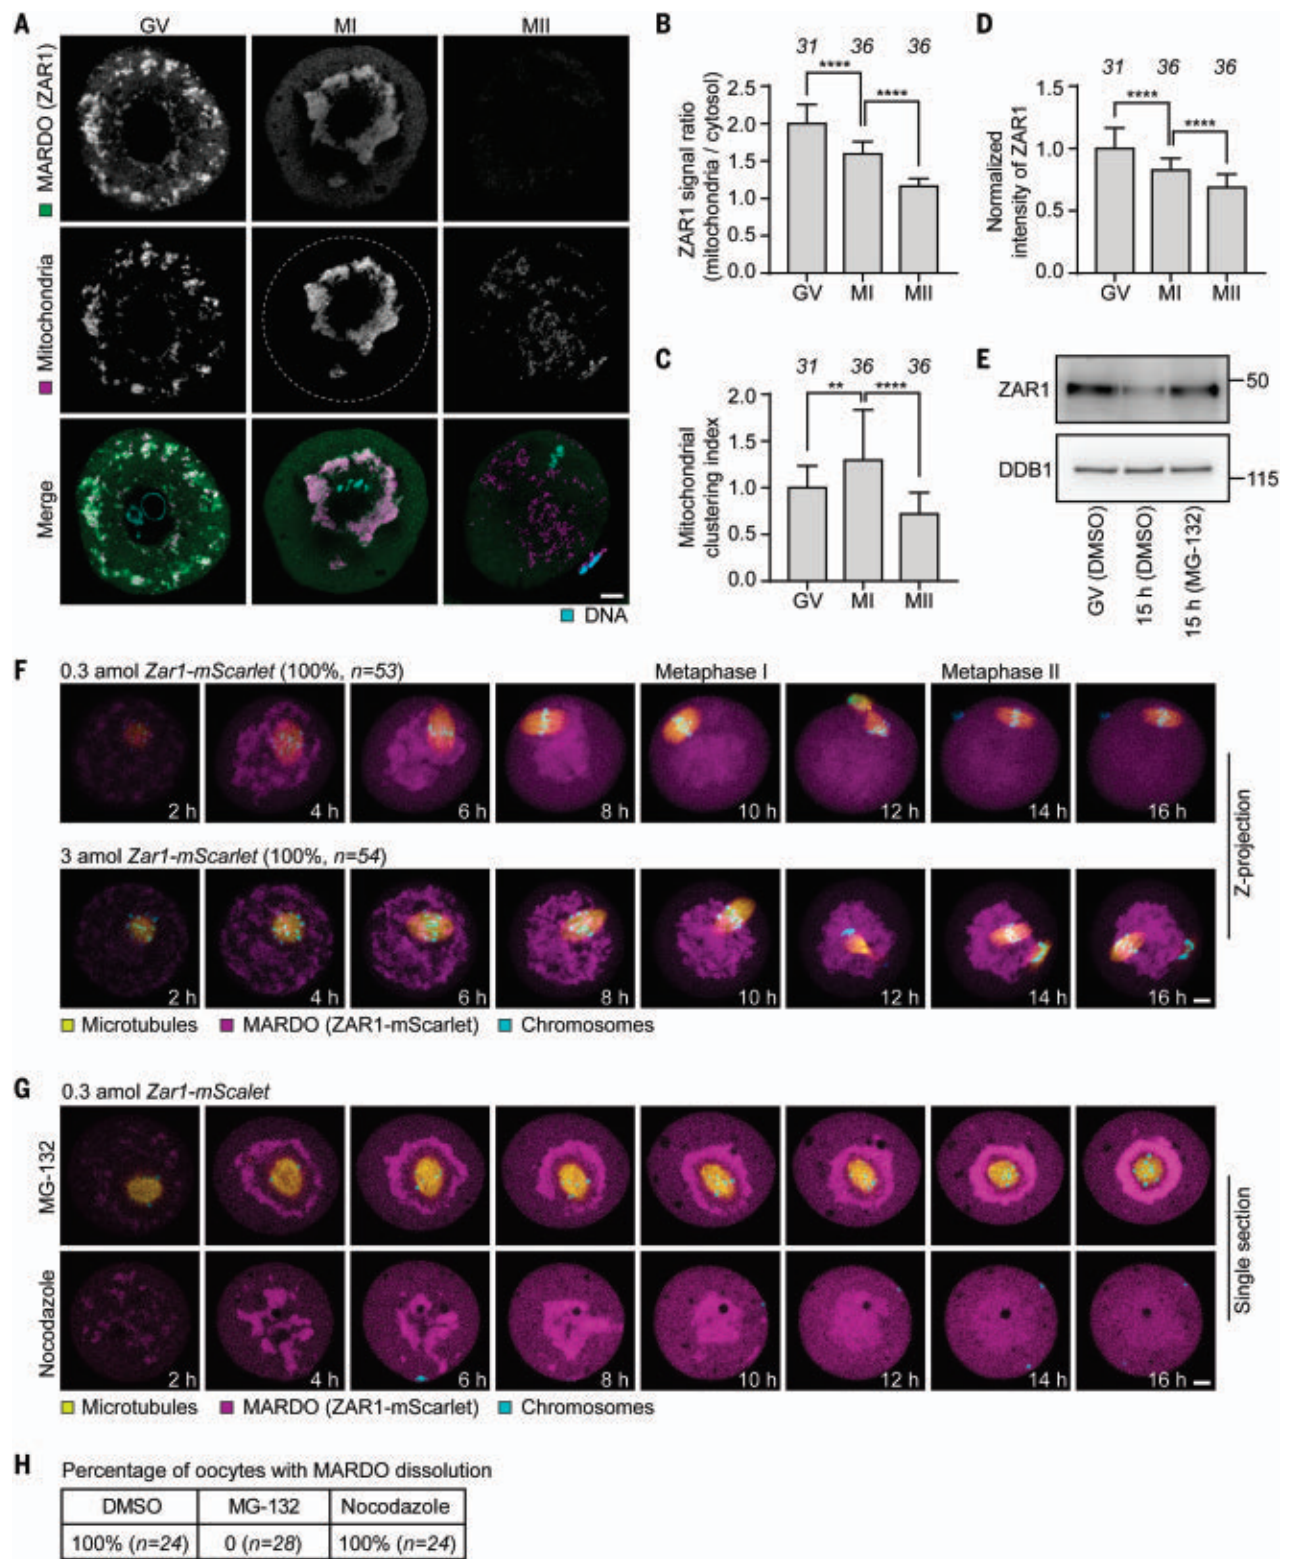 A
GV MI MII
MARDO (ZAR1)
Mitochondria
Merge
DNA
B
31 36 36
**** ****
ZAR1 signal ratio
(mitochondria / cytosol)
2.5
2.0
1.5
1.0
0.5
0.0
GV MI MII
D
31 36 36
**** ****
Normalized
intensity of ZAR1
1.5
1.0
0.5
0.0
GV MI MII
C
31 36 36
** ****
Mitochondrial
clustering index
2.0
1.5
1.0
0.5
0.0
GV MI MII
E
ZAR1 50
DDB1 115
GV (DMSO)
15 h (DMSO)
15 h (MG-132)
F
0.3 amol Zar1-mScarlet (100%, n=53) Metaphase I Metaphase II
2 h 4 h 6 h 8 h 10 h 12 h 14 h 16 h
3 amol Zar1-mScarlet (100%, n=54)
2 h 4 h 6 h 8 h 10 h 12 h 14 h 16 h
Z-projection
Microtubules MARDO (ZAR1-mScarlet) Chromosomes
G
0.3 amol Zar1-mScalet
MG-132
Nocodazole
2 h 4 h 6 h 8 h 10 h 12 h 14 h 16 h
Single section
Microtubules MARDO (ZAR1-mScarlet) Chromosomes
H
Percentage of oocytes with MARDO dissolution
DMSO MG-132 Nocodazole
100% (n=24) 0 (n=28) 100% (n=24)